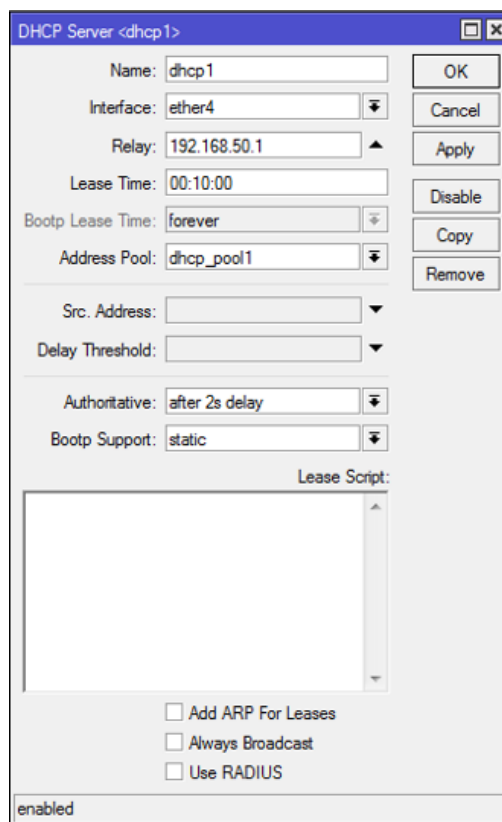 DHCP Server <dhcp1>
Name: dhcp1
OK
Interface: ether4
Cancel
Relay: 192.168.50.1
Apply
Lease Time: 00:10:00
Disable
Bootp Lease Time: forever
Copy
Address Pool: dhcp_pool1
Remove
Src. Address:
Delay Threshold:
Authoritative: after 2s delay
Bootp Support: static
Lease Script:
Add ARP For Leases
Always Broadcast
Use RADIUS
enabled